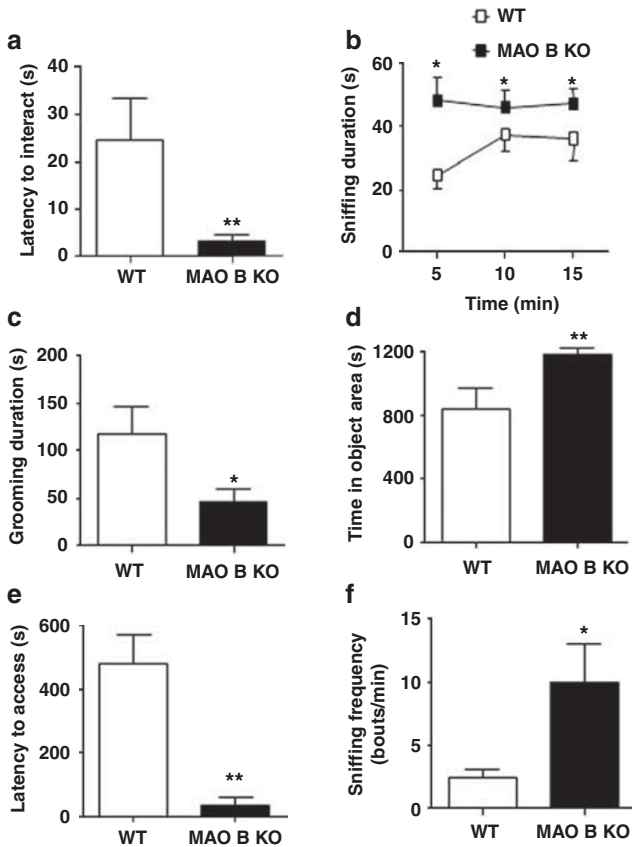 WT
MAO B KO
a
Latency to interact (s)
40
30
20
10
0
**
WT MAO B KO
b
Sniffing duration (s)
60
40
20
0
* * *
5 10 15
Time (min)
c
Grooming duration (s)
200
150
100
50
0
*
WT MAO B KO
d
Time in object area (s)
1200
800
400
0
**
WT MAO B KO
e
Latency to access (s)
600
400
200
0
**
WT MAO B KO
f
Sniffing frequency
(bouts/min)
15
10
5
0
*
WT MAO B KO